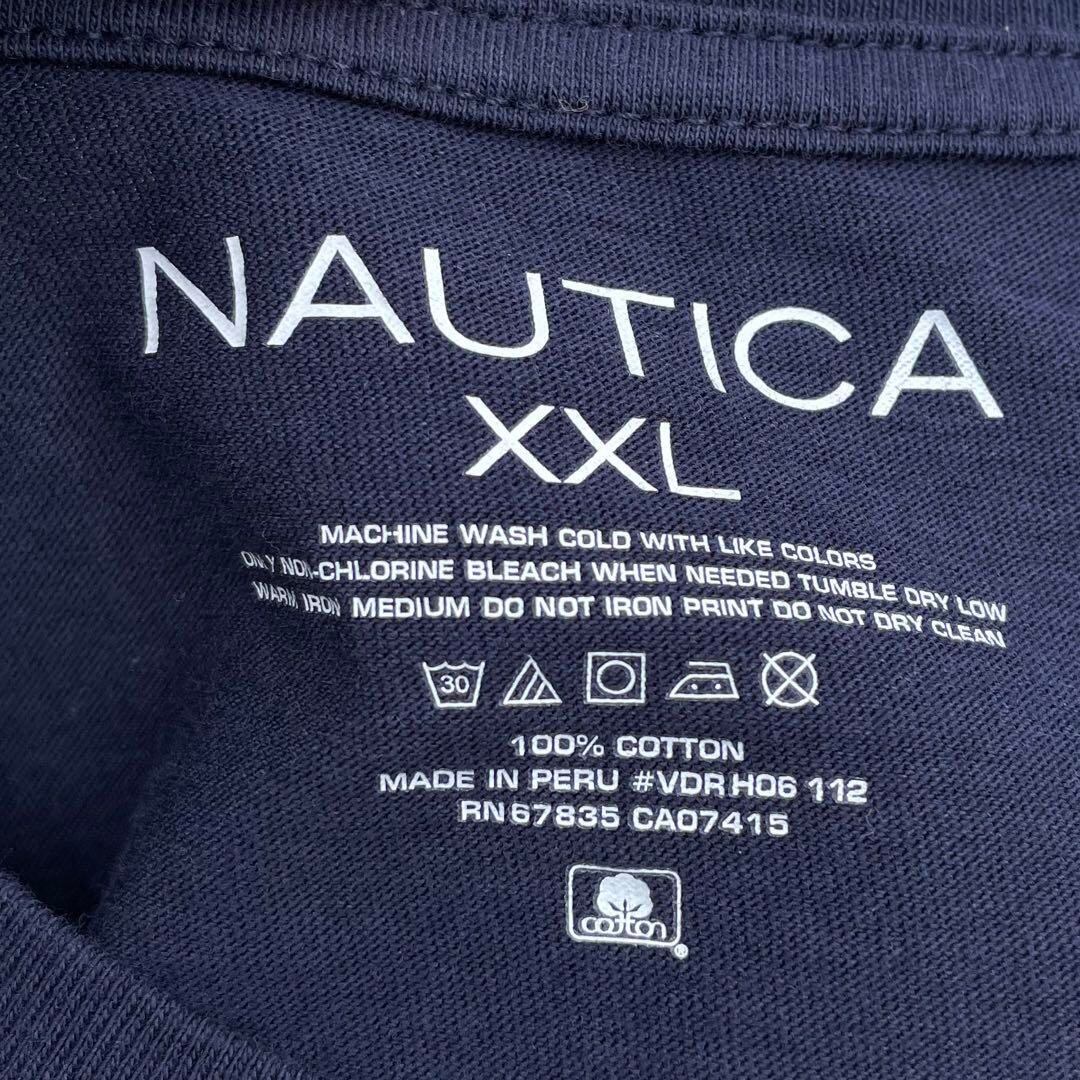 NAUTICA
XXL
MACHINE WASH COLD WITH LIKE COLORS
ONLY NON-CHLORINE BLEACH WHEN NEEDED TUMBLE DRY LOW
WARM IRON MEDIUM DO NOT IRON PRINT DO NOT DRY CLEAN
30
100% COTTON
MADE IN PERU #VDR H06 112
RN 67835 CA07415
cotton
®